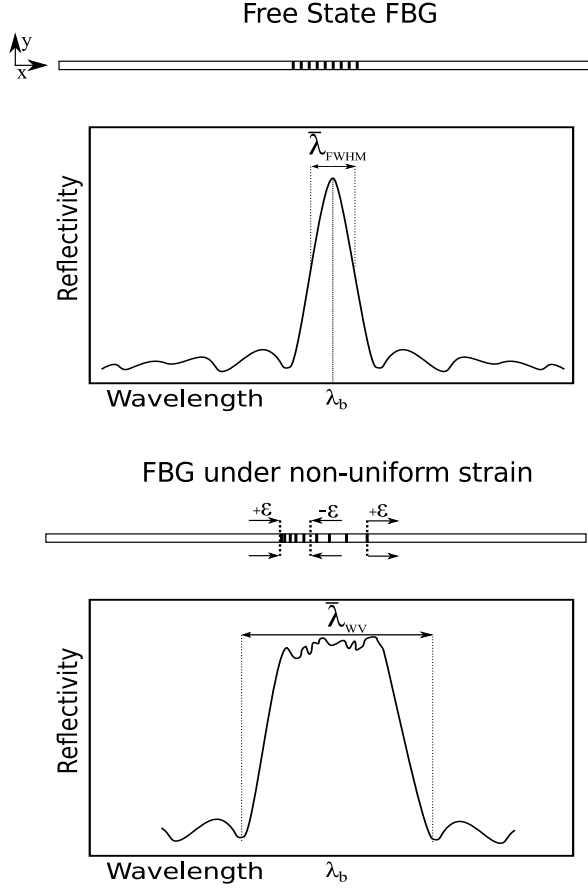 Free State FBG
y
x
λ̄FWHM
Reflectivity
Wavelength λb
FBG under non-uniform strain
+ε -ε +ε
λ̄WV
Reflectivity
Wavelength λb